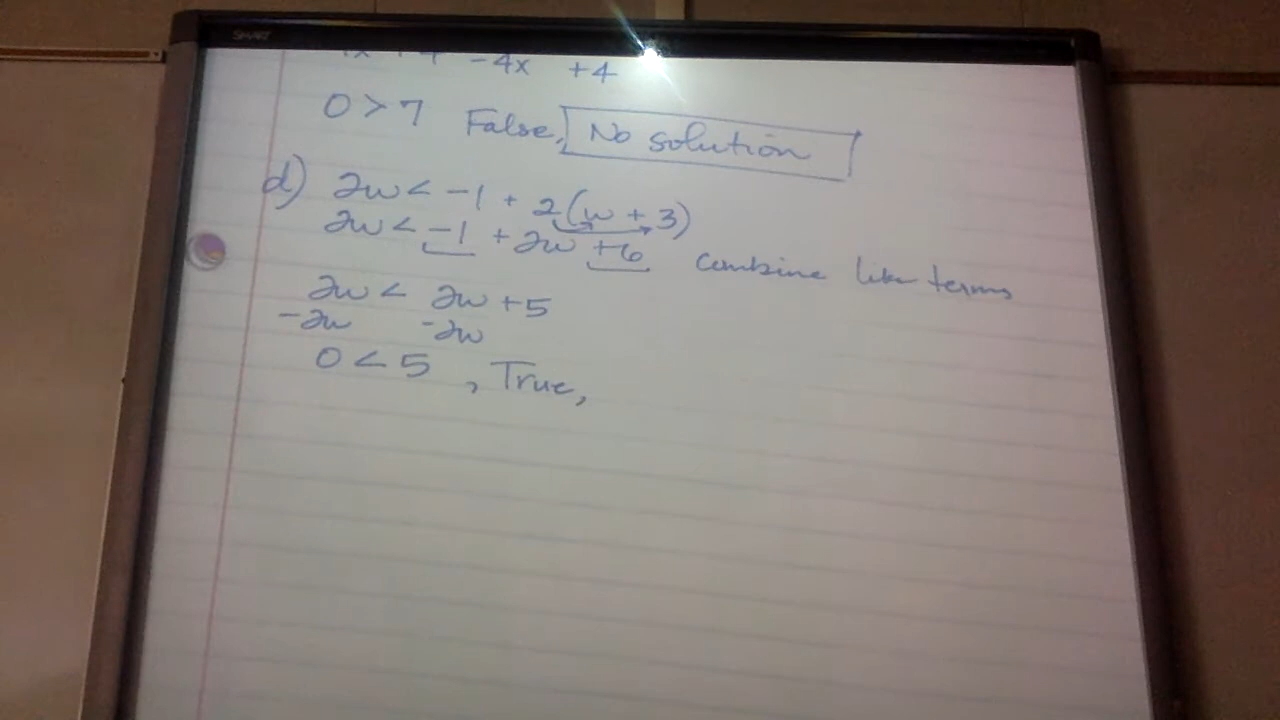 SMART
-4x +4
0 > 7 False, No solution
d) 2w < -1 + 2(w + 3)
2w < -1 + 2w + 6 combine like terms
2w < 2w + 5
-2w -2w
0 < 5 , True,